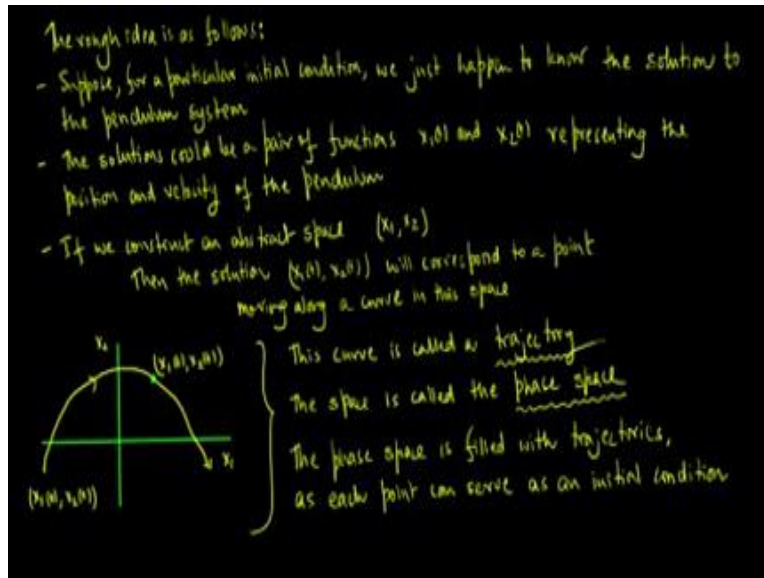 The rough idea is as follows:
- Suppose, for a particular initial condition, we just happen to know the solution to
the pendulum system
- The solutions could be a pair of functions x₁(t) and x₂(t) representing the
position and velocity of the pendulum
- If we construct an abstract space (x₁, x₂)
Then the solution (x₁(t), x₂(t)) will correspond to a point
moving along a curve in this space
x₂
(x₁(t), x₂(t))
x₁
(x₁(0), x₂(0))
This curve is called a trajectory
The space is called the phase space
The phase space is filled with trajectories,
as each point can serve as an initial condition